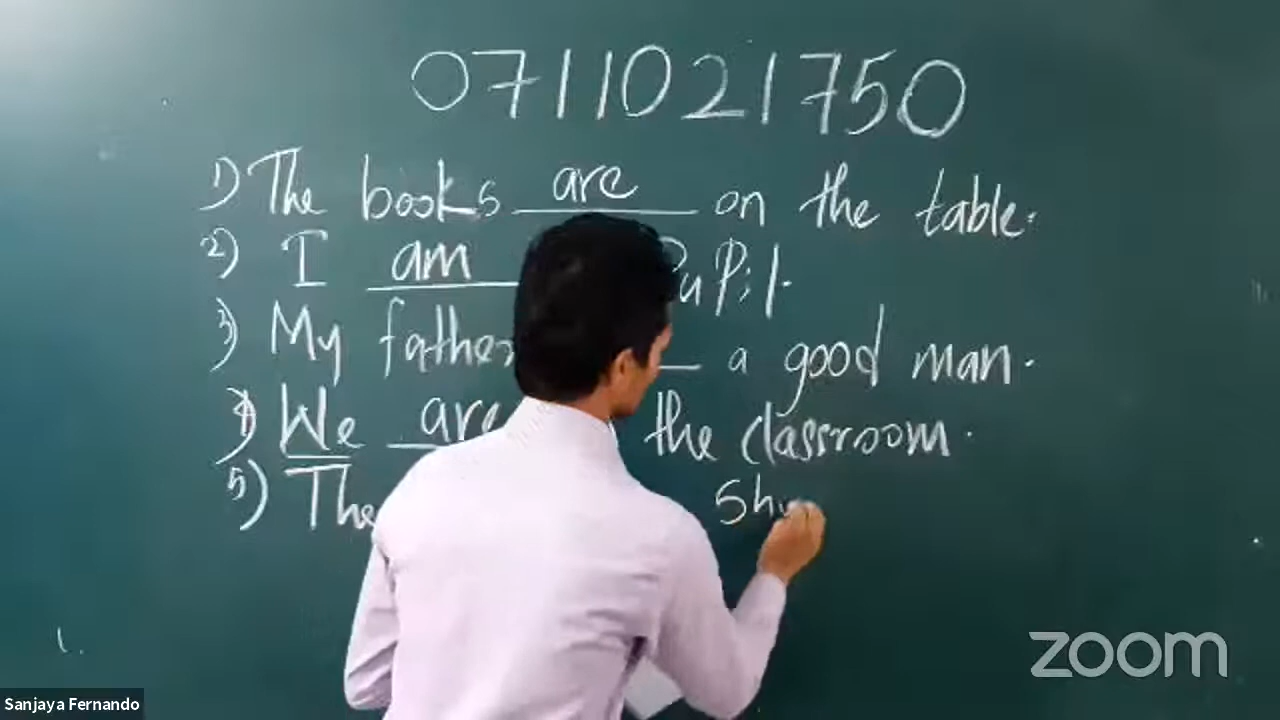 0711021750
1) The books are on the table.
2) I am Pupil.
3) My father a good man.
4) We are the classroom.
5) The
zoom
Sanjaya Fernando